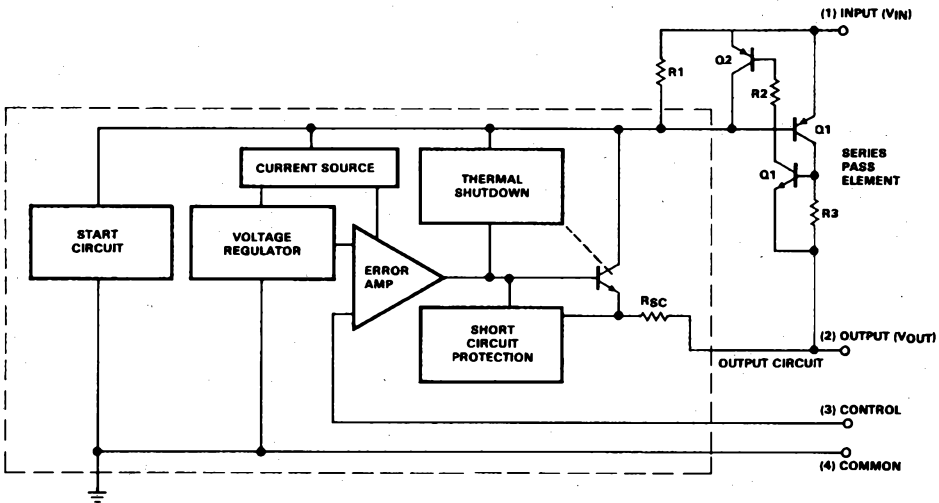 (1) INPUT (VIN)
Q2
R1
R2
Q1
SERIES
PASS
ELEMENT
Q1
R3
CURRENT SOURCE
THERMAL
SHUTDOWN
START
CIRCUIT
VOLTAGE
REGULATOR
ERROR
AMP
RSC
SHORT
CIRCUIT
PROTECTION
(2) OUTPUT (VOUT)
OUTPUT CIRCUIT
(3) CONTROL
(4) COMMON